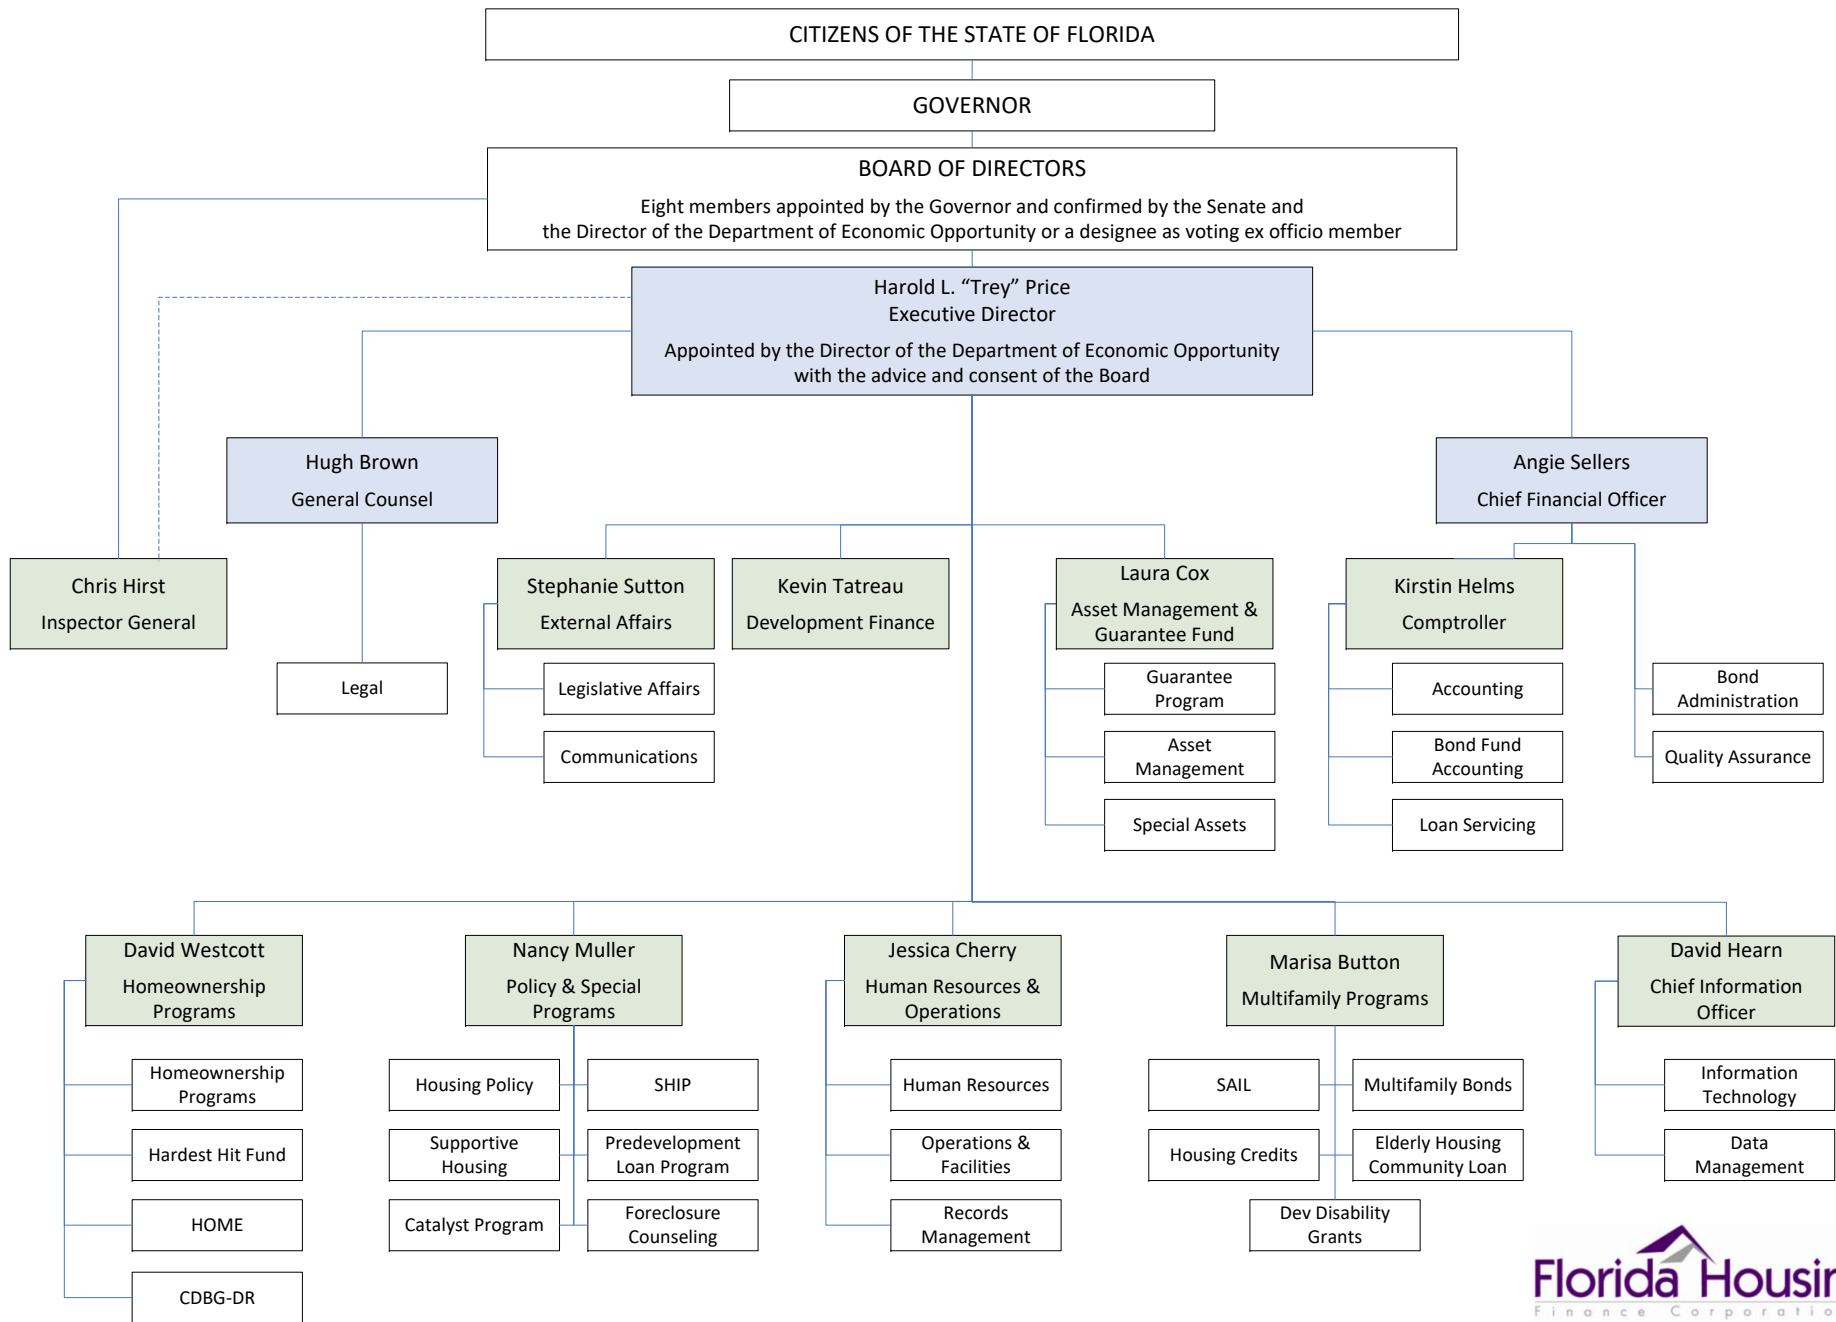 CITIZENS OF THE STATE OF FLORIDA
GOVERNOR
BOARD OF DIRECTORS
Eight members appointed by the Governor and confirmed by the Senate and
the Director of the Department of Economic Opportunity or a designee as voting ex officio member
Harold L. “Trey” Price
Executive Director
Appointed by the Director of the Department of Economic Opportunity
with the advice and consent of the Board
Hugh Brown
General Counsel
Angie Sellers
Chief Financial Officer
Chris Hirst
Inspector General
Stephanie Sutton
External Affairs
Kevin Tatreau
Development Finance
Laura Cox
Asset Management &
Guarantee Fund
Kirstin Helms
Comptroller
Legal
Legislative Affairs
Communications
Guarantee
Program
Asset
Management
Special Assets
Accounting
Bond Fund
Accounting
Loan Servicing
Bond
Administration
Quality Assurance
David Westcott
Homeownership
Programs
Homeownership
Programs
Hardest Hit Fund
HOME
CDBG-DR
Nancy Muller
Policy & Special
Programs
Housing Policy
SHIP
Supportive
Housing
Predevelopment
Loan Program
Catalyst Program
Foreclosure
Counseling
Jessica Cherry
Human Resources &
Operations
Human Resources
Operations &
Facilities
Records
Management
Marisa Button
Multifamily Programs
SAIL
Multifamily Bonds
Housing Credits
Elderly Housing
Community Loan
Dev Disability
Grants
David Hearn
Chief Information
Officer
Information
Technology
Data
Management
Florida Housin
Finance Corporatio